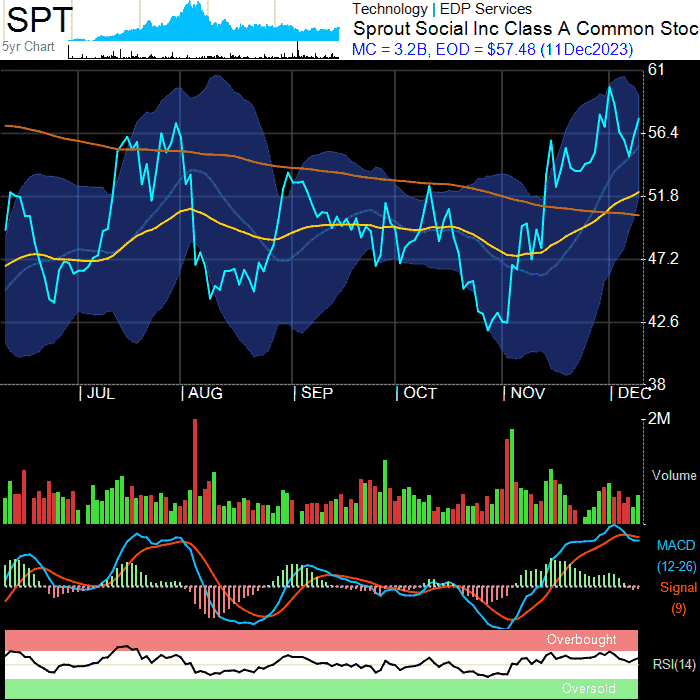 SPT
5yr Chart
Technology | EDP Services
Sprout Social Inc Class A Common Stoc
MC = 3.2B, EOD = $57.48 (11Dec2023)
61
56.4
51.8
47.2
42.6
38
| JUL | AUG | SEP | OCT | NOV | DEC
2M
Volume
MACD
(12-26)
Signal
(9)
Overbought
RSI(14)
Oversold